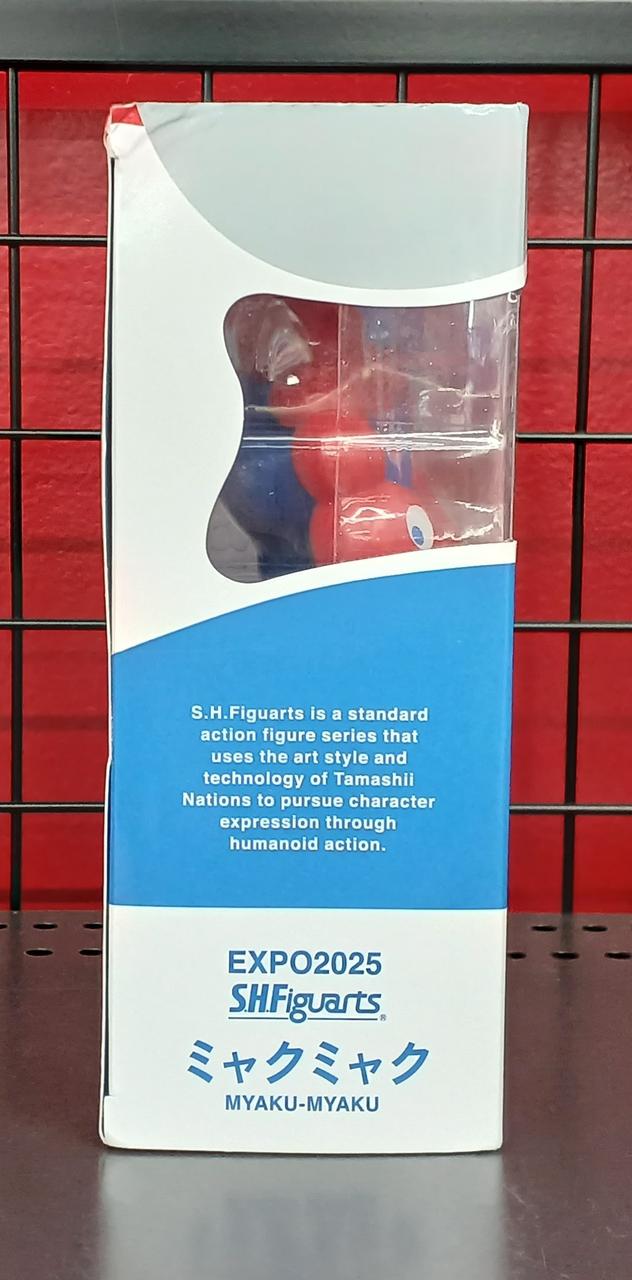 S.H.Figuarts is a standard
action figure series that
uses the art style and
technology of Tamashii
Nations to pursue character
expression through
humanoid action.
EXPO2025
S.H.Figuarts®
ミャクミャク
MYAKU-MYAKU